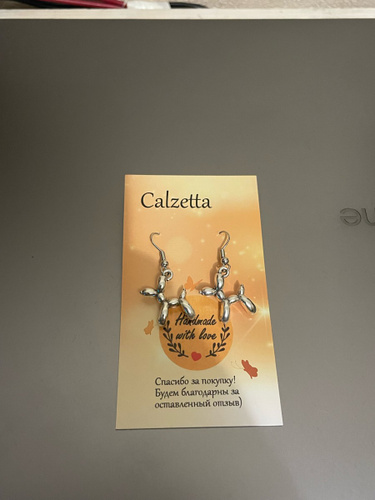 Calzetta
Handmade
with love
Спасибо за покупку!
Будем благодарны за
оставленный отзыв)